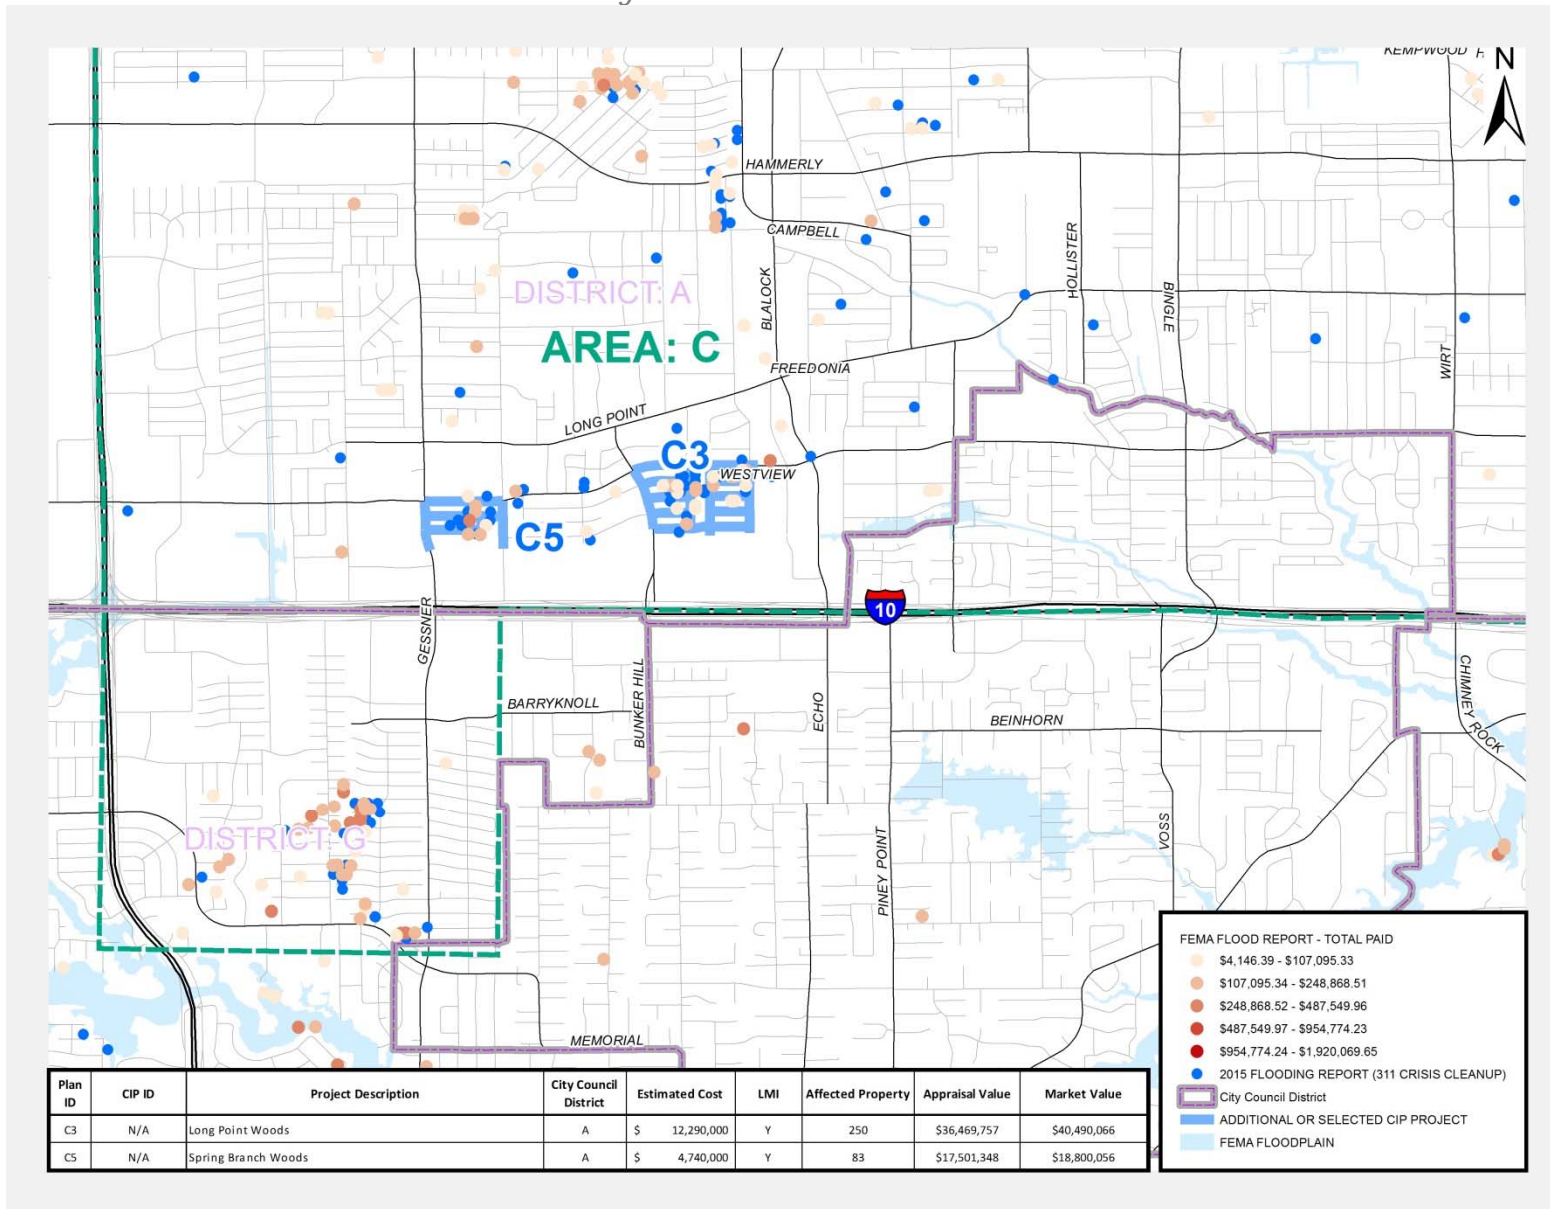 KEMPWOOD
N
HAMMERLY
CAMPBELL
HOLLISTER
BLALOCK
BINGLE
DISTRICT: A
AREA: C
WIRT
FREEDONIA
LONG POINT
C3
WESTVIEW
C5
10
GESSNER
BUNKER HILL
BARRYKNOLL
ECHO
BEINHORN
CHIMNEY ROCK
DISTRICT: G
VOSS
PINEY POINT
MEMORIAL
FEMA FLOOD REPORT - TOTAL PAID
$4,146.39 - $107,095.33
$107,095.34 - $248,868.51
$248,868.52 - $487,549.96
$487,549.97 - $954,774.23
$954,774.24 - $1,920,069.65
2015 FLOODING REPORT (311 CRISIS CLEANUP)
City Council District
ADDITIONAL OR SELECTED CIP PROJECT
FEMA FLOODPLAIN
Plan ID CIP ID Project Description City Council District Estimated Cost LMI Affected Property Appraisal Value Market Value
C3 N/A Long Point Woods A $ 12,290,000 Y 250 $36,469,757 $40,490,066
C5 N/A Spring Branch Woods A $ 4,740,000 Y 83 $17,501,348 $18,800,056